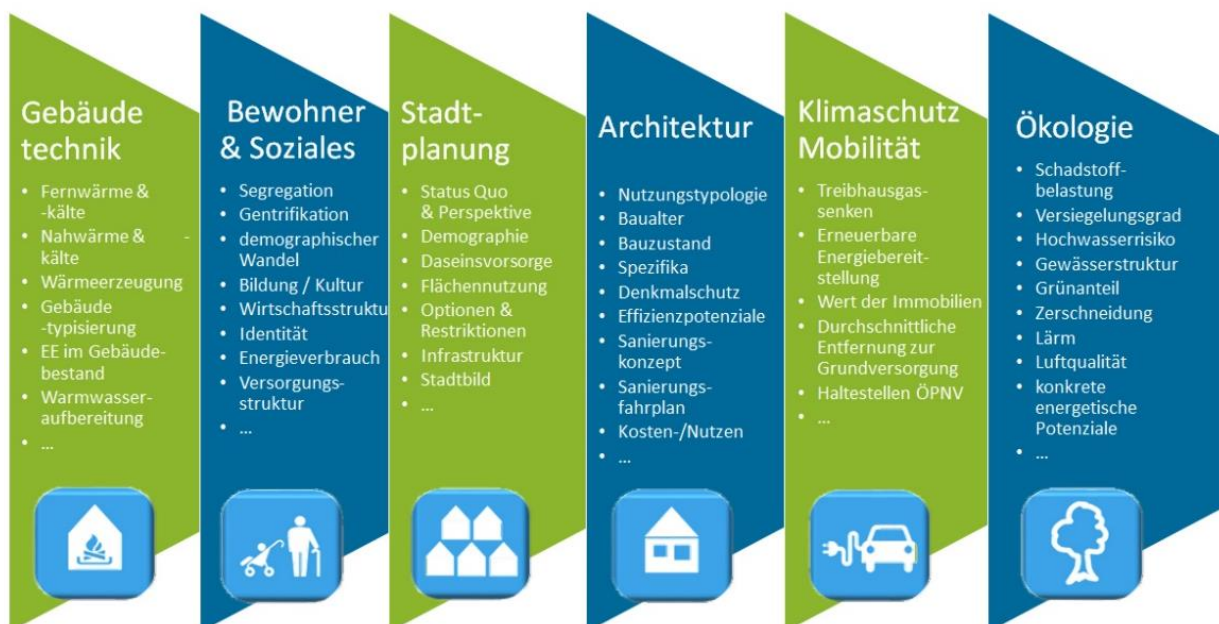 Gebäude
technik
• Fernwärme &
-kälte
• Nahwärme & -
kälte
• Wärmeerzeugung
• Gebäude
-typisierung
• EE im Gebäude-
bestand
• Warmwasser-
aufbereitung
• ...
Bewohner
& Soziales
• Segregation
• Gentrifikation
• demographischer
Wandel
• Bildung / Kultur
• Wirtschaftsstruktu
• Identität
• Energieverbrauch
• Versorgungs-
struktur
• ...
Stadt-
planung
• Status Quo
& Perspektive
• Demographie
• Daseinsvorsorge
• Flächennutzung
• Optionen &
Restriktionen
• Infrastruktur
• Stadtbild
• ...
Architektur
• Nutzungstypologie
• Baualter
• Bauzustand
• Spezifika
• Denkmalschutz
• Effizienzpotenziale
• Sanierungs-
konzept
• Sanierungs-
fahrplan
• Kosten-/Nutzen
• ...
Klimaschutz
Mobilität
• Treibhausgas-
senken
• Erneuerbare
Energiebereit-
stellung
• Wert der Immobilien
• Durchschnittliche
Entfernung zur
Grundversorgung
• Haltestellen ÖPNV
• ...
Ökologie
• Schadstoff-
belastung
• Versiegelungsgrad
• Hochwasserrisiko
• Gewässerstruktur
• Grünanteil
• Zerschneidung
• Lärm
• Luftqualität
• konkrete
energetische
Potenziale
• ...